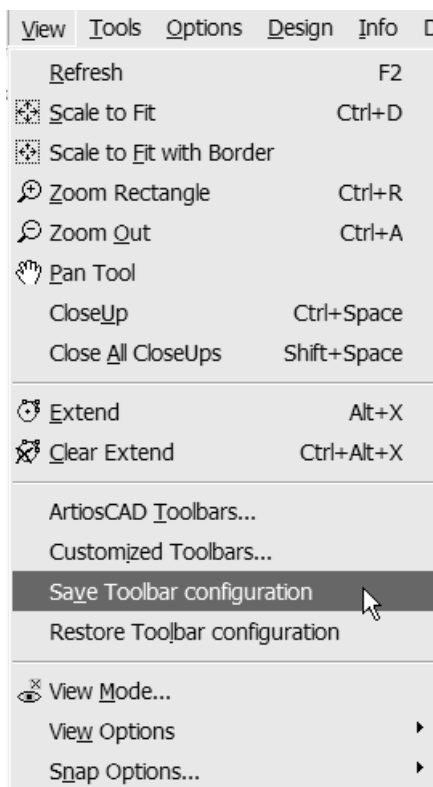 View Tools Options Design Info
Refresh F2
Scale to Fit Ctrl+D
Scale to Fit with Border
Zoom Rectangle Ctrl+R
Zoom Out Ctrl+A
Pan Tool
CloseUp Ctrl+Space
Close All CloseUps Shift+Space
Extend Alt+X
Clear Extend Ctrl+Alt+X
ArtiosCAD Toolbars...
Customized Toolbars...
Save Toolbar configuration
Restore Toolbar configuration
View Mode...
View Options
Snap Options...